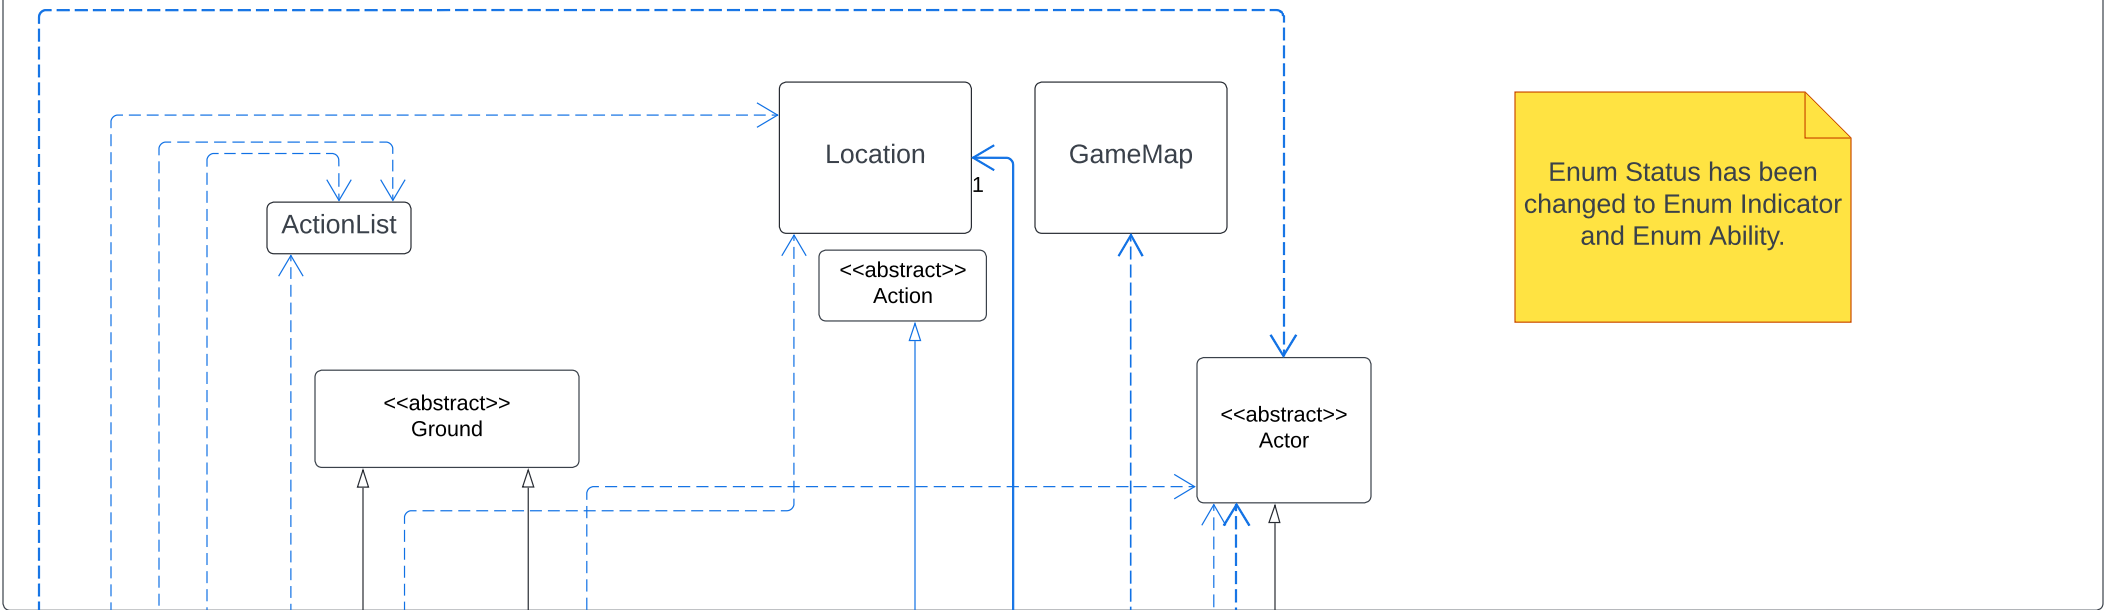 Location
1
GameMap
Enum Status has been
changed to Enum Indicator
and Enum Ability.
ActionList
<<abstract>>
Action
<<abstract>>
Ground
<<abstract>>
Actor